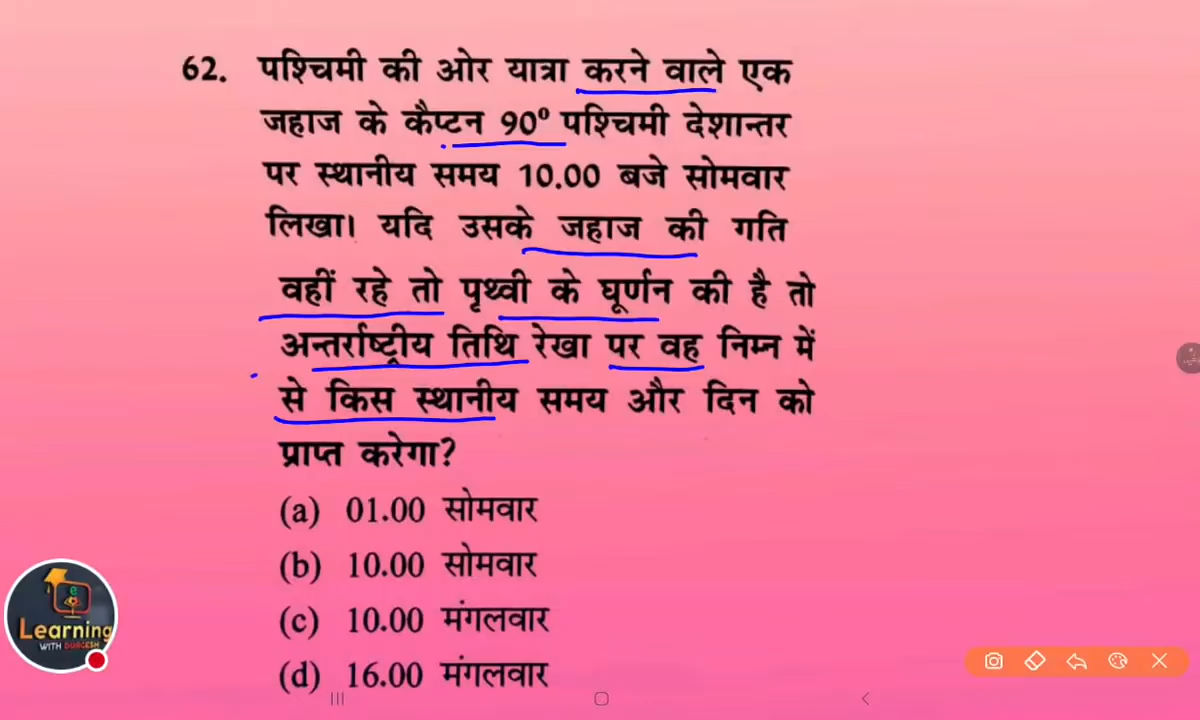 62. पश्चिमी की ओर यात्रा करने वाले एक
जहाज के कैप्टन 90° पश्चिमी देशान्तर
पर स्थानीय समय 10.00 बजे सोमवार
लिखा। यदि उसके जहाज की गति
वहीं रहे तो पृथ्वी के घूर्णन की है तो
अन्तर्राष्ट्रीय तिथि रेखा पर वह निम्न में
से किस स्थानीय समय और दिन को
प्राप्त करेगा?
(a) 01.00 सोमवार
(b) 10.00 सोमवार
(c) 10.00 मंगलवार
(d) 16.00 मंगलवार
e
Learning
WITH DURGESH